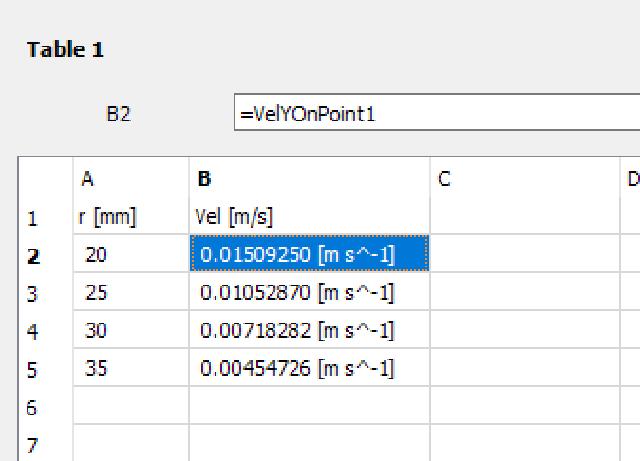 Table 1
B2 =VelYOnPoint1
A B C D
1 r [mm] Vel [m/s]
2 20 0.01509250 [m s^-1]
3 25 0.01052870 [m s^-1]
4 30 0.00718282 [m s^-1]
5 35 0.00454726 [m s^-1]
6
7